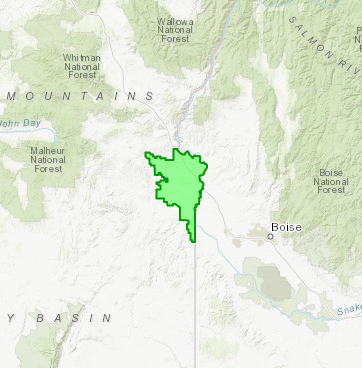 Wallowa
National
Forest
SALMON RIV
Whitman
National
Forest
MOUNTAINS
John Day
Malheur
National
Forest
Boise
National
Forest
Boise
Snake
Y BASIN